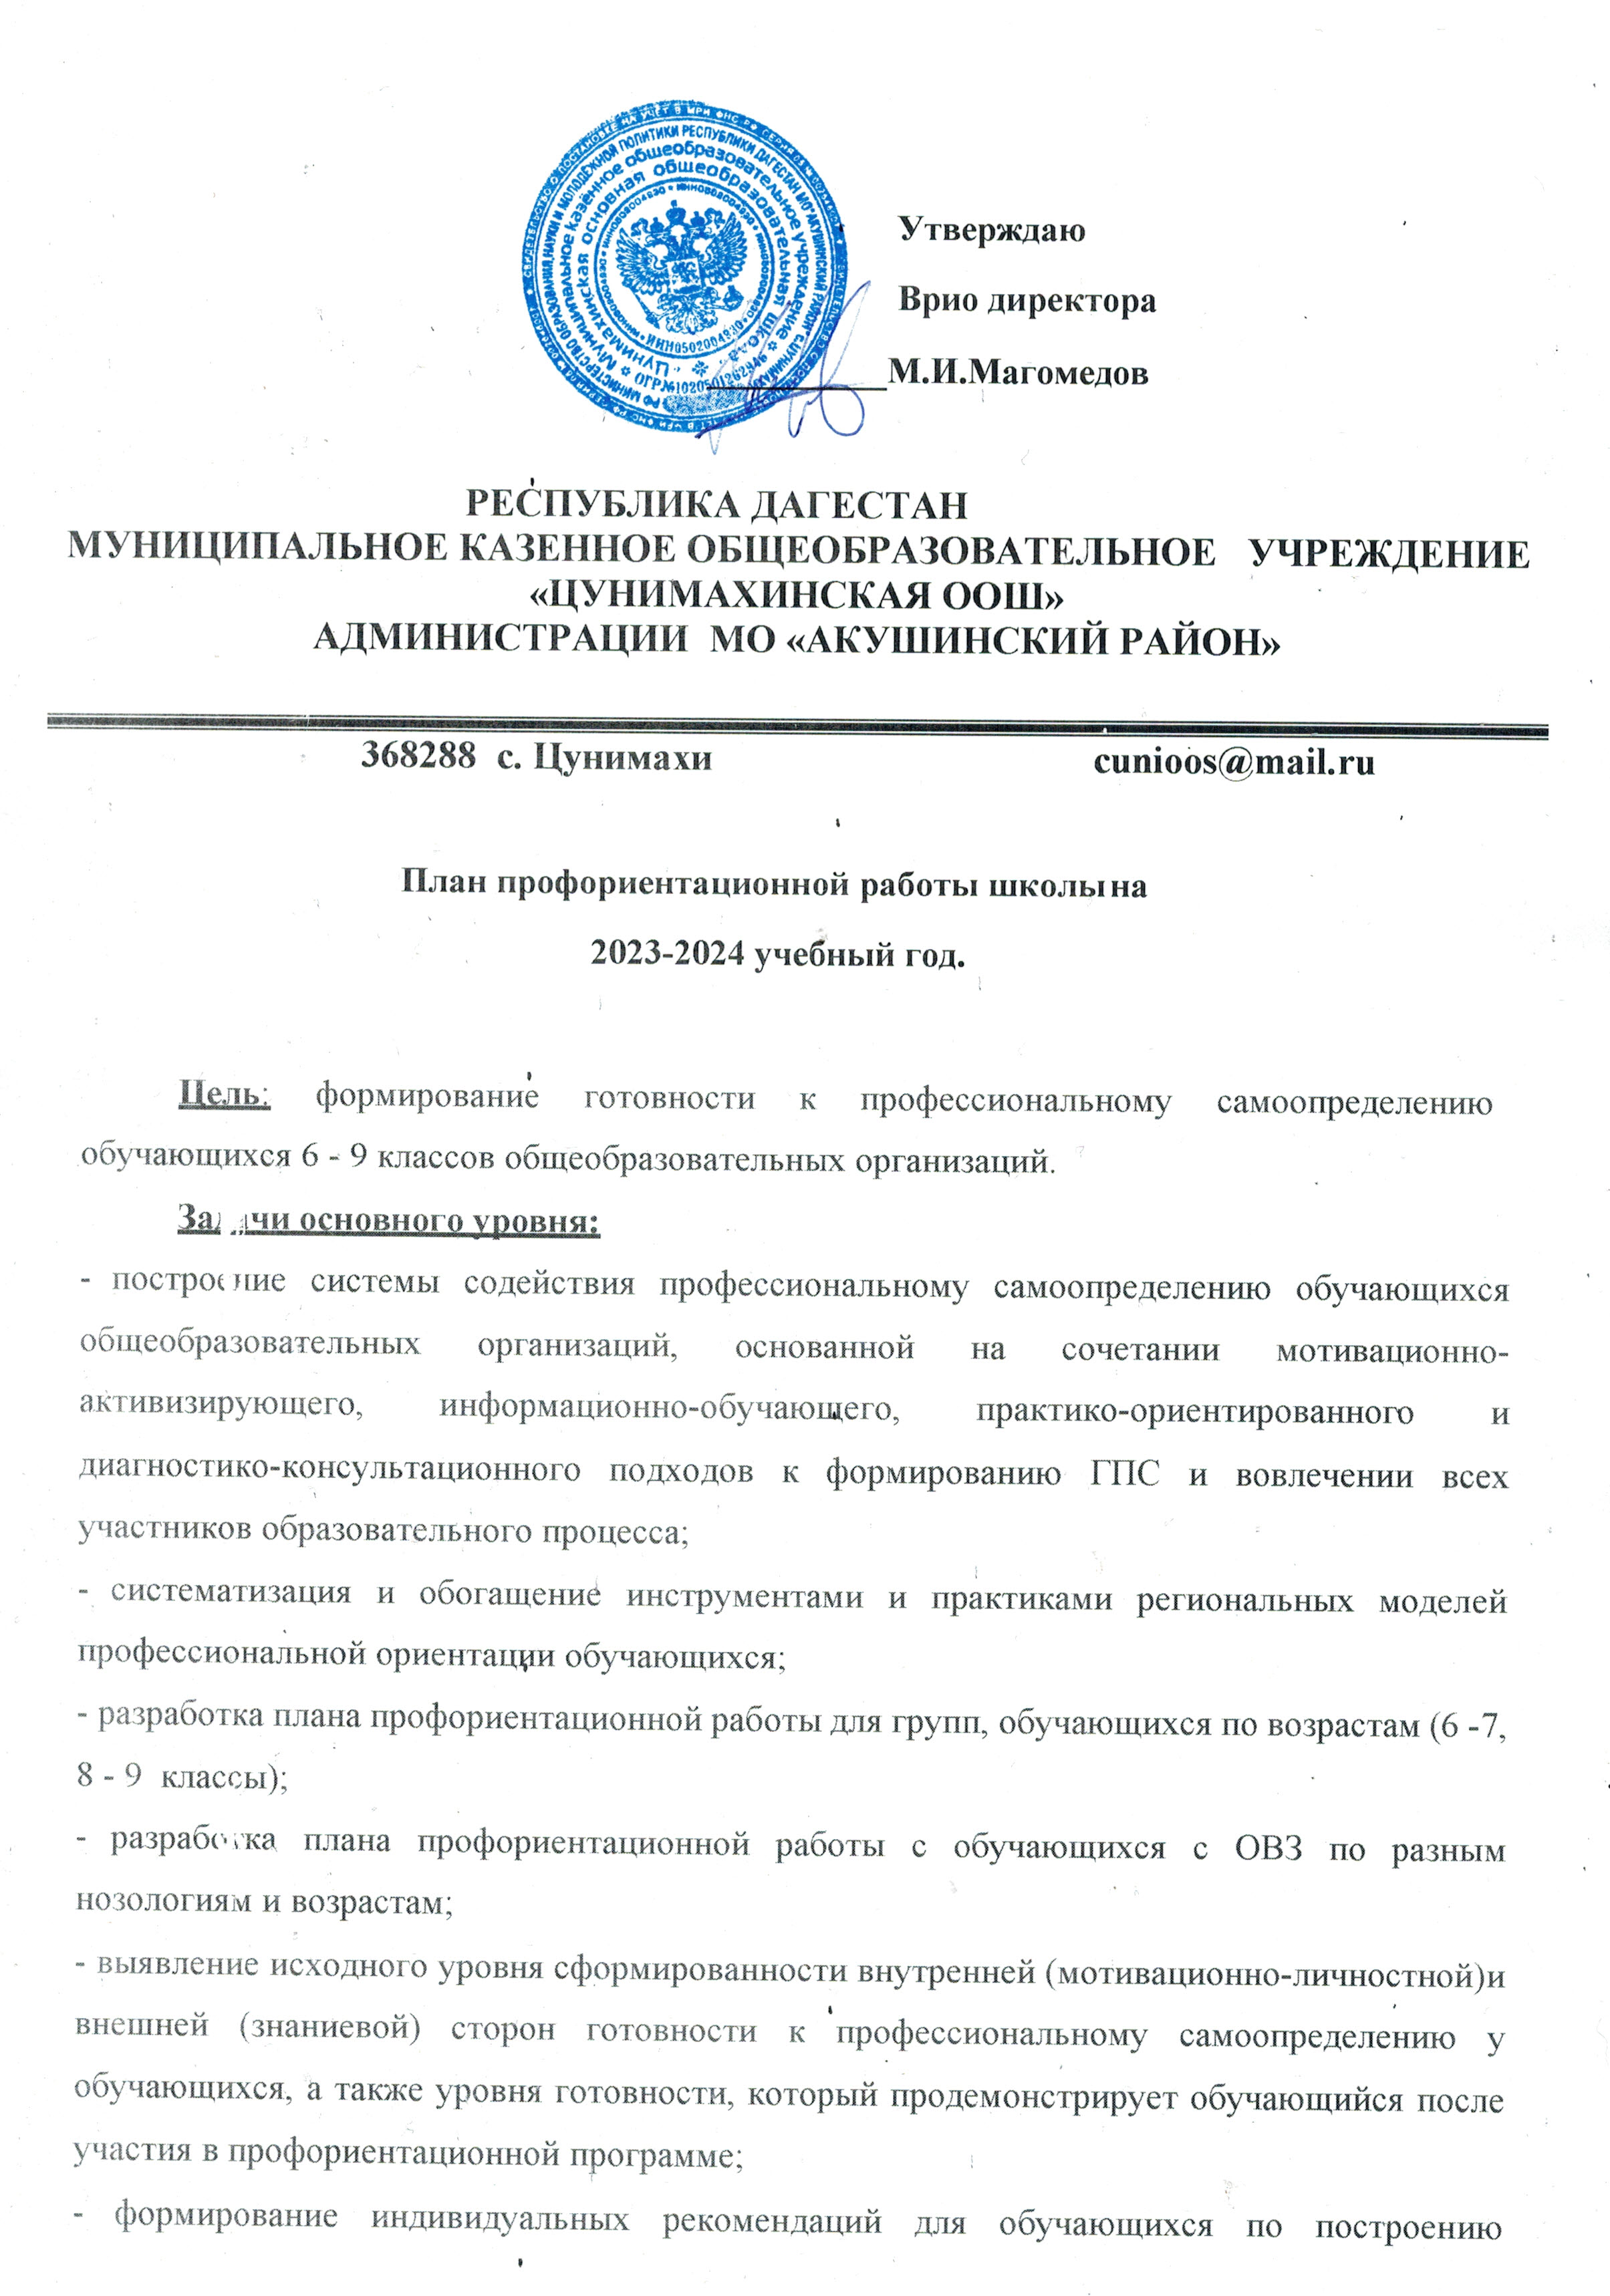 Утверждаю
Врио директора
М.И.Магомедов
РЕСПУБЛИКА ДАГЕСТАН
МУНИЦИПАЛЬНОЕ КАЗЕННОЕ ОБЩЕОБРАЗОВАТЕЛЬНОЕ УЧРЕЖДЕНИЕ
«ЦУНИМАХИНСКАЯ ООШ»
АДМИНИСТРАЦИИ МО «АКУШИНСКИЙ РАЙОН»
368288 с. Цунимахи cunioos@mail.ru
План профориентационной работы школы на
2023-2024 учебный год.
Цель: формирование готовности к профессиональному самоопределению
обучающихся 6 - 9 классов общеобразовательных организаций.
Задачи основного уровня:
- построение системы содействия профессиональному самоопределению обучающихся
общеобразовательных организаций, основанной на сочетании мотивационно-
активизирующего, информационно-обучающего, практико-ориентированного и
диагностико-консультационного подходов к формированию ГПС и вовлечении всех
участников образовательного процесса;
- систематизация и обогащение инструментами и практиками региональных моделей
профессиональной ориентации обучающихся;
- разработка плана профориентационной работы для групп, обучающихся по возрастам (6 -7,
8 - 9 классы);
- разработка плана профориентационной работы с обучающихся с ОВЗ по разным
нозологиям и возрастам;
- выявление исходного уровня сформированности внутренней (мотивационно-личностной)и
внешней (знаниевой) сторон готовности к профессиональному самоопределению у
обучающихся, а также уровня готовности, который продемонстрирует обучающийся после
участия в профориентационной программе;
- формирование индивидуальных рекомендаций для обучающихся по построению